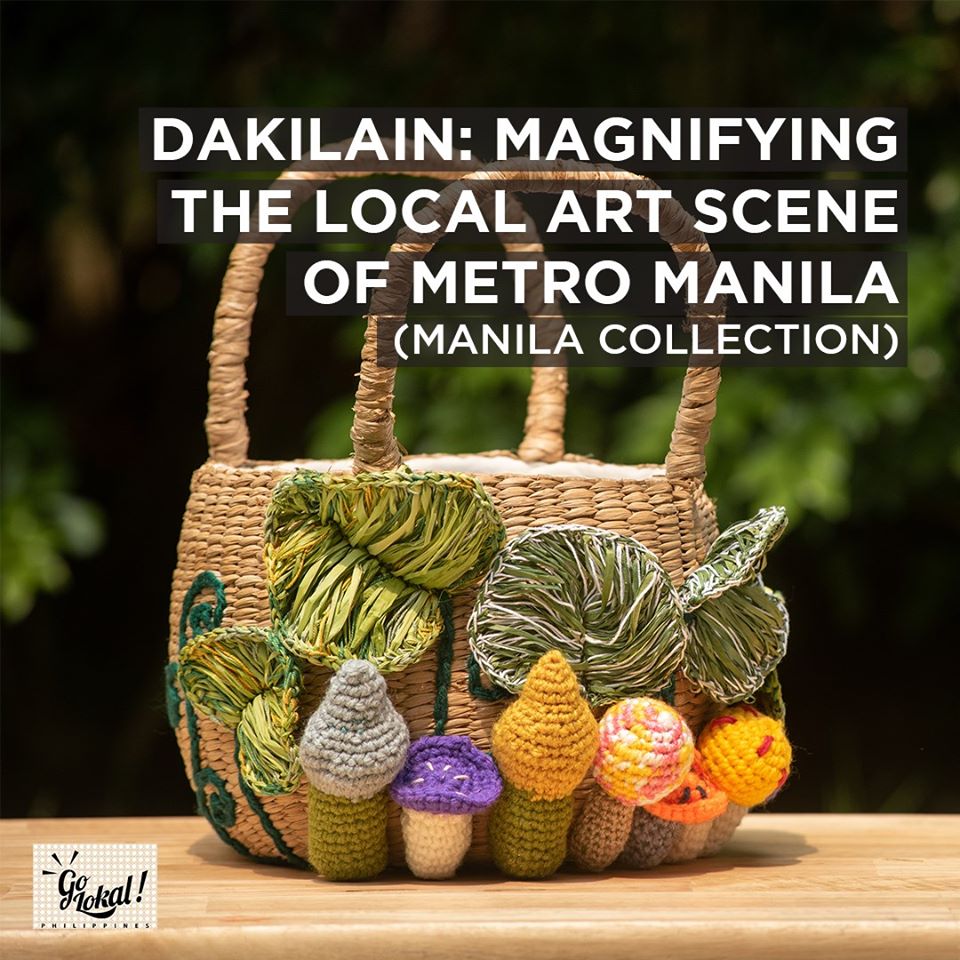 DAKILAIN: MAGNIFYING
THE LOCAL ART SCENE
OF METRO MANILA
(MANILA COLLECTION)
Go
Lokal!
PHILIPPINES